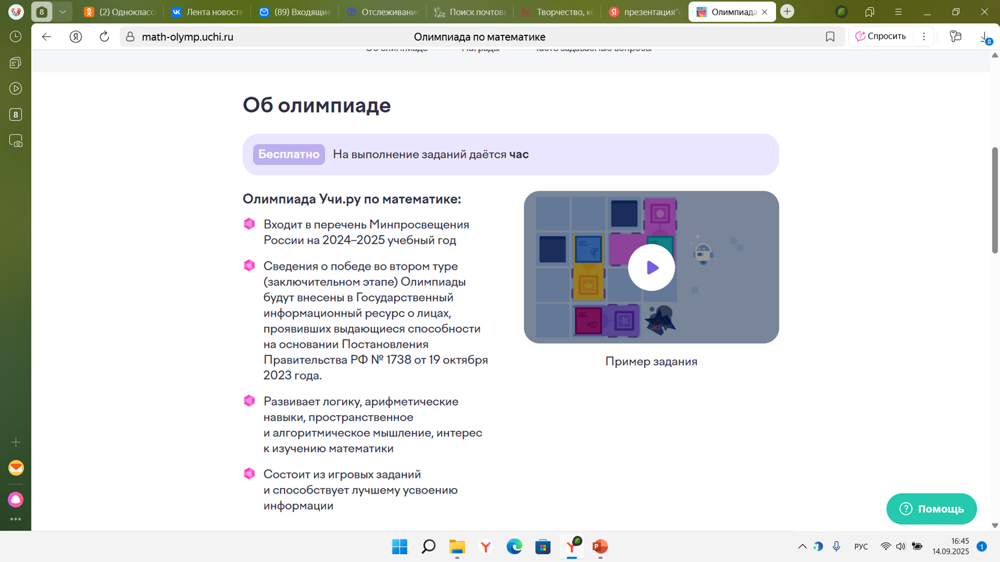 8
(2) Одноклас
Лента новосте
(89) Входящие
Отслеживание
Поиск почтов
Творчество, к
презентация"
Олимпиада
math-olymp.uchi.ru
Олимпиада по математике
Спросить
8
8
Об олимпиаде
Награды
Часто задаваемые вопросы
Об олимпиаде
Бесплатно
На выполнение заданий даётся час
Олимпиада Учи.ру по математике:
Входит в перечень Минпросвещения
России на 2024–2025 учебный год
Сведения о победе во втором туре
(заключительном этапе) Олимпиады
будут внесены в Государственный
информационный ресурс о лицах,
проявивших выдающиеся способности
на основании Постановления
Правительства РФ № 1738 от 19 октября
2023 года.
Развивает логику, арифметические
навыки, пространственное
и алгоритмическое мышление, интерес
к изучению математики
Состоит из игровых заданий
и способствует лучшему усвоению
информации
Пример задания
Помощь
РУС
16:45
14.09.2025
1